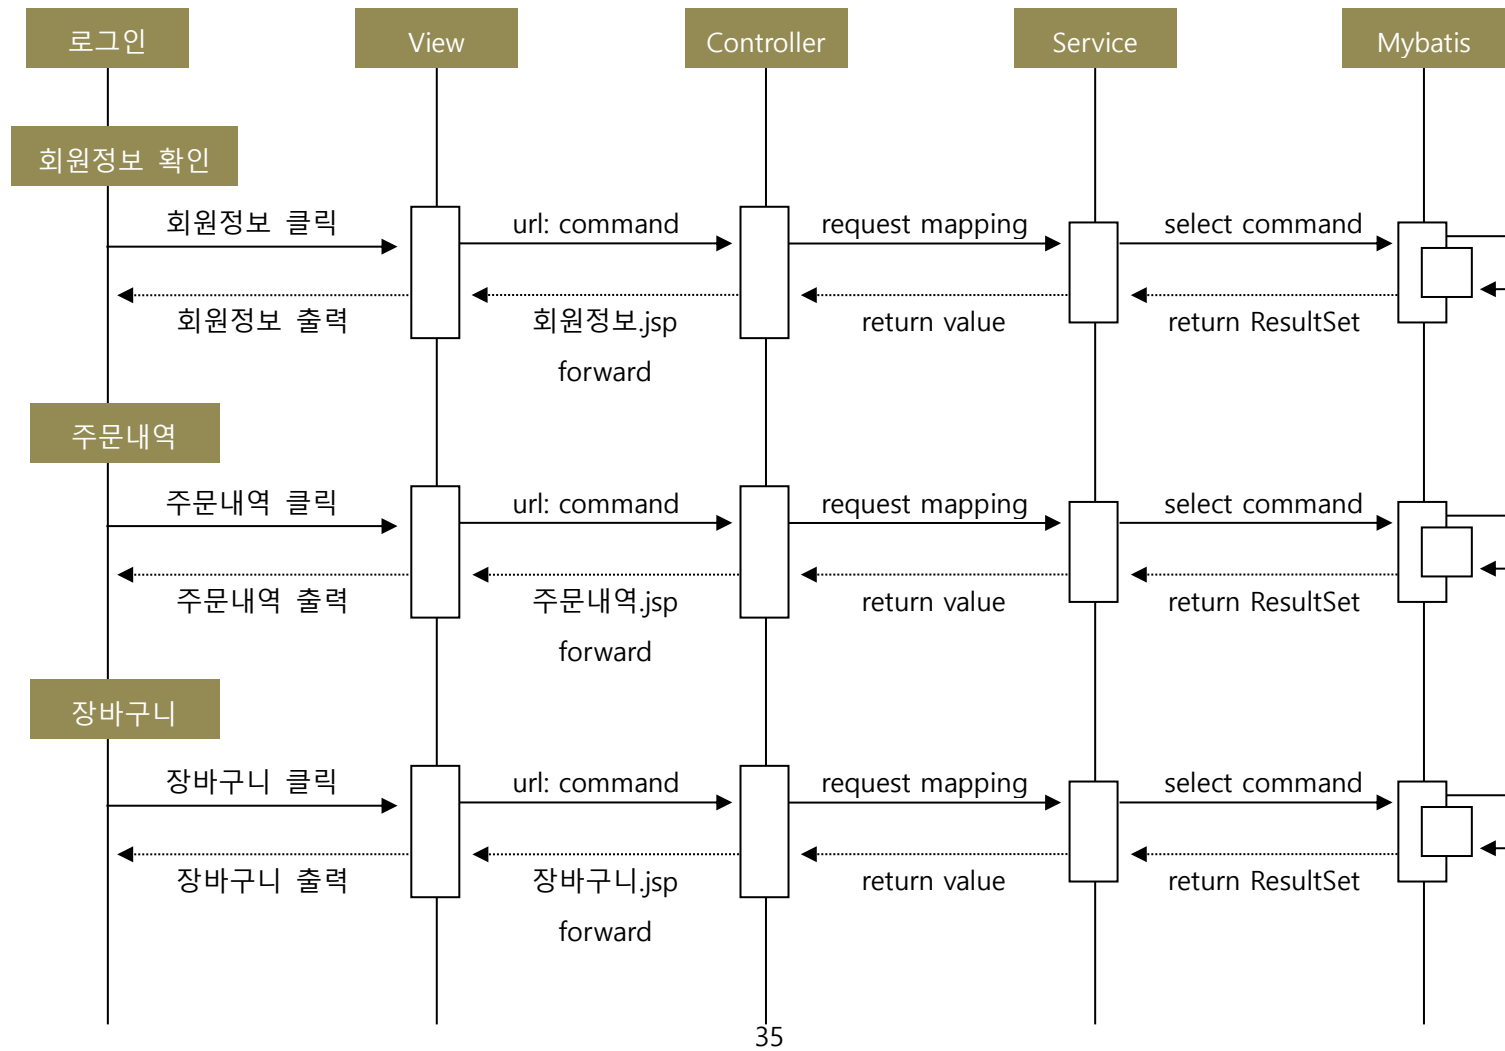 로그인
View
Controller
Service
Mybatis
회원정보 확인
회원정보 클릭
url: command
request mapping
select command
회원정보 출력
회원정보.jsp
forward
return value
return ResultSet
주문내역
주문내역 클릭
url: command
request mapping
select command
주문내역 출력
주문내역.jsp
forward
return value
return ResultSet
장바구니
장바구니 클릭
url: command
request mapping
select command
장바구니 출력
장바구니.jsp
forward
return value
return ResultSet
35